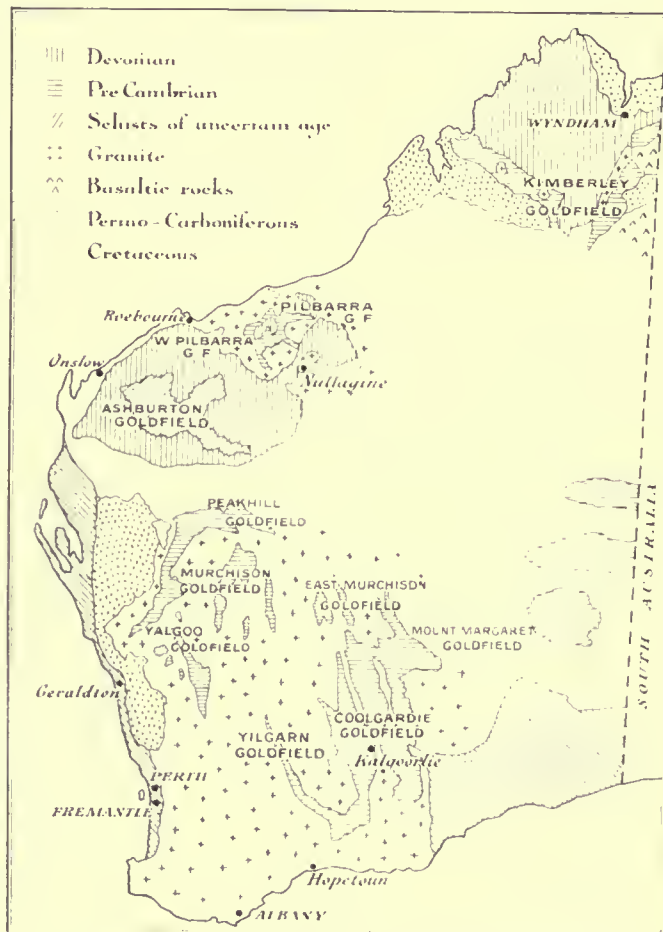 Devonian
Pre Cambrian
Schists of uncertain age
Granite
Basaltic rocks
Permo-Carboniferous
Cretaceous
WYNDHAM
KIMBERLEY
GOLDFIELD
Roebourne
PILBARRA
G F
W PILBARRA
G F
Onslow
Nullagine
ASHBURTON
GOLDFIELD
PEAKHILL
GOLDFIELD
MURCHISON
GOLDFIELD
EAST MURCHISON
GOLDFIELD
YALGOO
GOLDFIELD
MOUNT MARGARET
GOLDFIELD
SOUTH AUSTRALIA
Geraldton
COOLGARDIE
GOLDFIELD
YILGARN
GOLDFIELD
Kalgoorlie
PERTH
FREMANTLE
Hopetoun
ALBANY